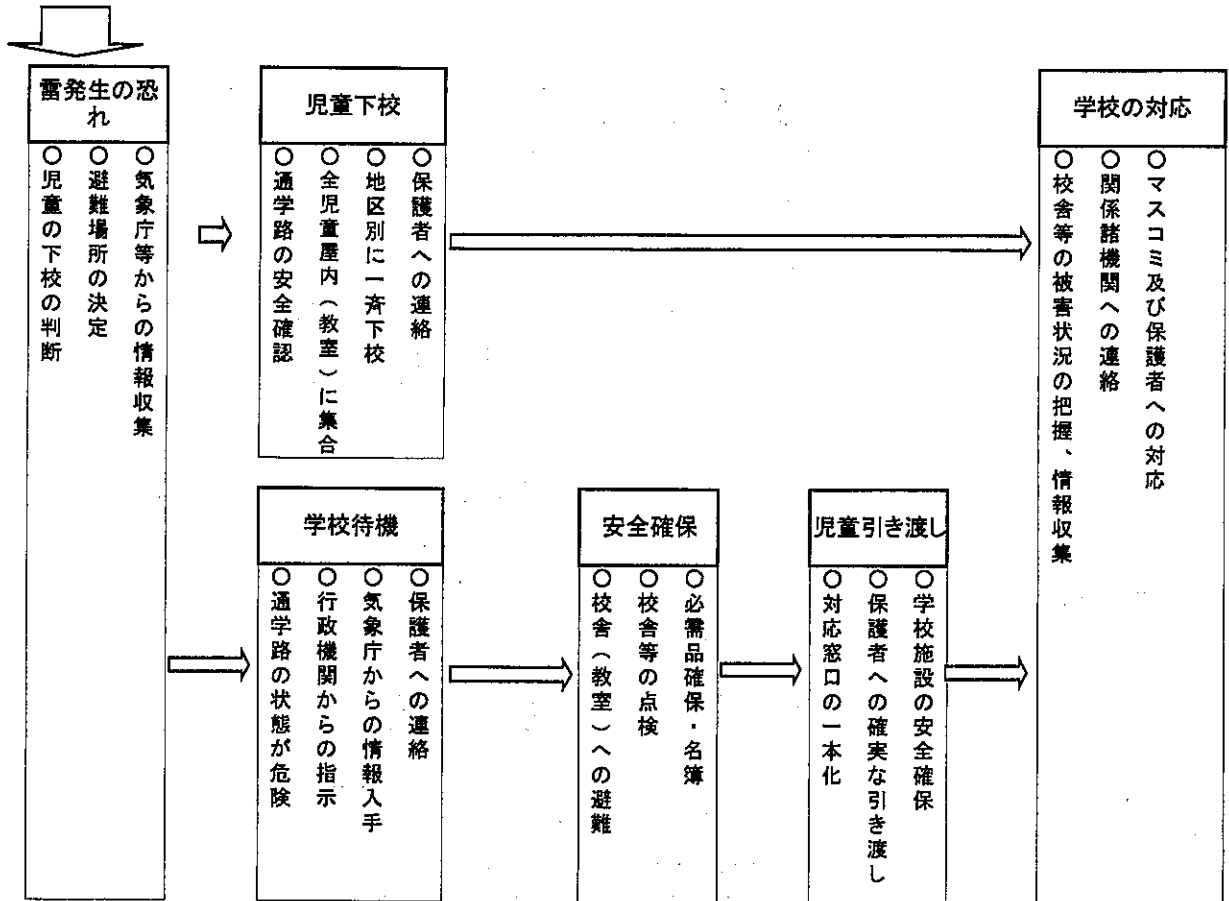 雷発生の恐
れ
○気象庁等からの情報収集
○避難場所の決定
○児童の下校の判断
児童下校
○保護者への連絡
○地区別に一斉下校
○全児童屋内（教室）に集合
○通学路の安全確認
学校待機
○保護者への連絡
○気象庁からの情報入手
○行政機関からの指示
○通学路の状態が危険
安全確保
○必需品確保・名簿
○校舎等の点検
○校舎（教室）への避難
児童引き渡し
○学校施設の安全確保
○保護者への確実な引き渡し
○対応窓口の一本化
学校の対応
○マスコミ及び保護者への対応
○関係諸機関への連絡
○校舎等の被害状況の把握、情報収集